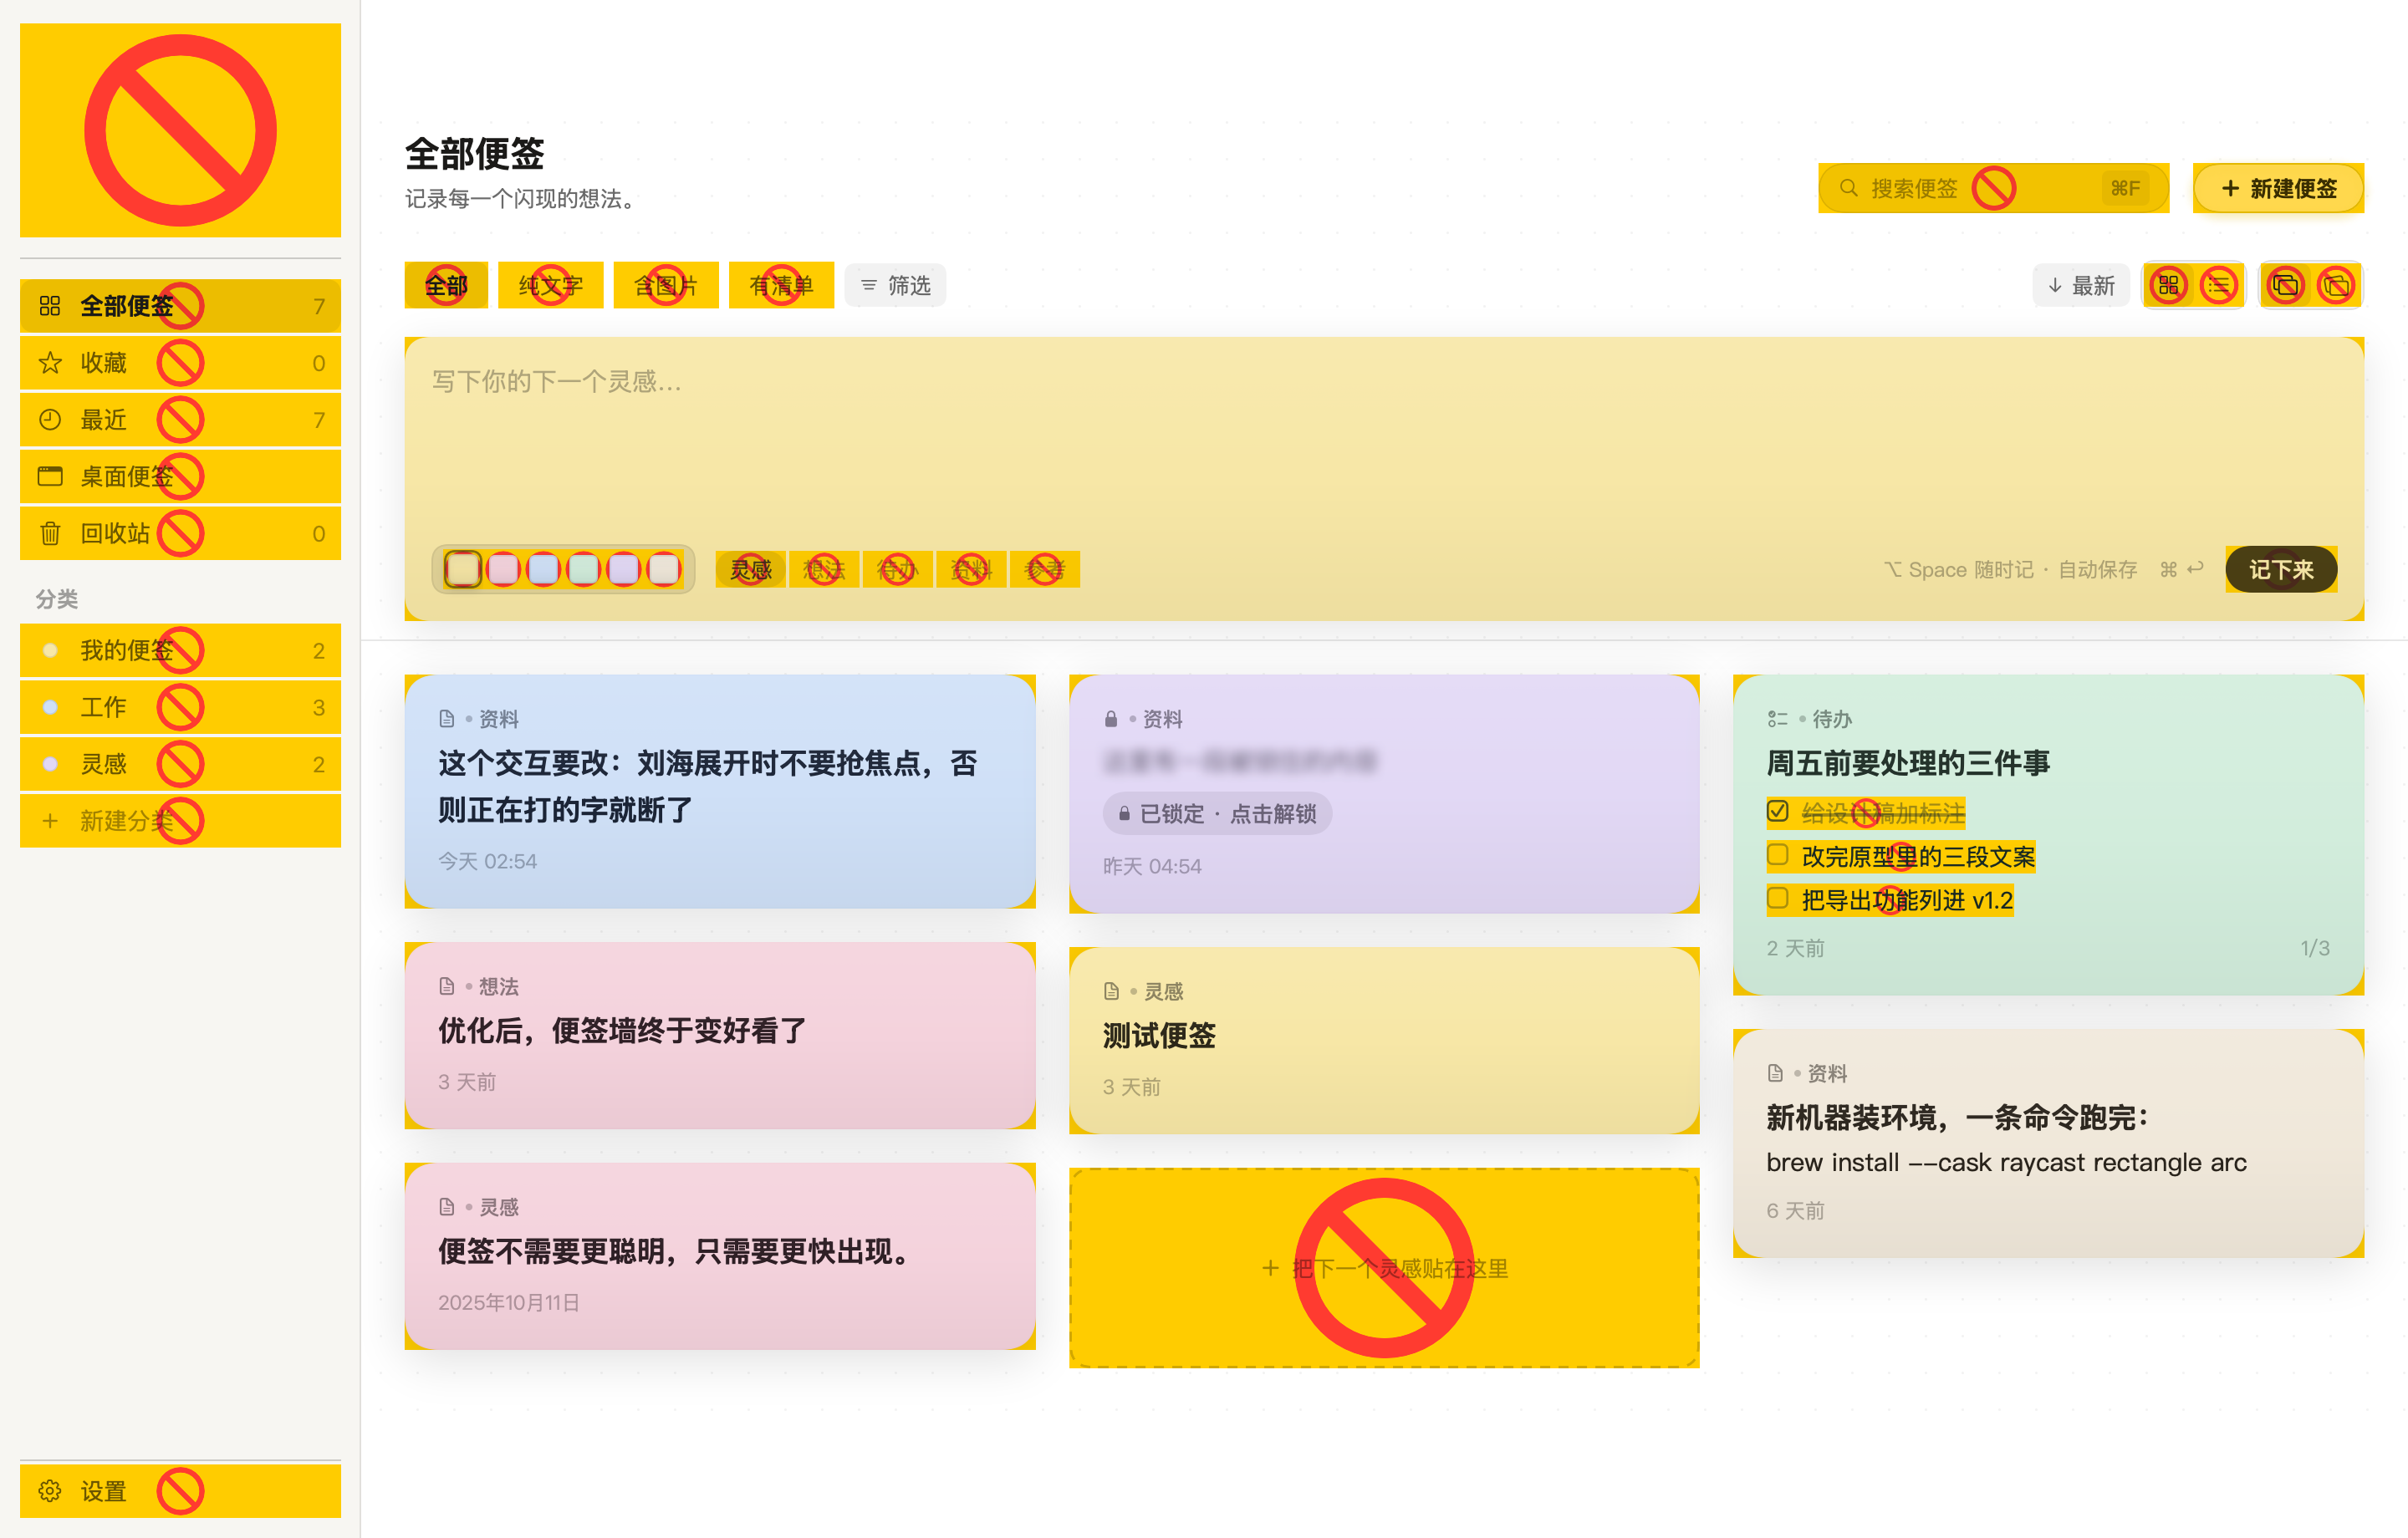 全部便签 7
收藏 0
最近 7
桌面便签
回收站 0
分类
我的便签 2
工作 3
灵感 2
+ 新建分类
设置
全部便签
记录每一个闪现的想法。
搜索便签 ⌘F
+ 新建便签
全部 纯文字 含图片 有清单 筛选
↓ 最新
写下你的下一个灵感...
灵感 想法 待办 资料 参考
⌥ Space 随时记 · 自动保存 ⌘ ↩ 记下来
• 资料
这个交互要改：刘海展开时不要抢焦点，否
则正在打的字就断了
今天 02:54
• 想法
优化后，便签墙终于变好看了
3 天前
• 灵感
便签不需要更聪明，只需要更快出现。
2025年10月11日
• 资料
已锁定 · 点击解锁
昨天 04:54
• 灵感
测试便签
3 天前
+ 把下一个灵感贴在这里
• 待办
周五前要处理的三件事
给设计稿加标注
改完原型里的三段文案
把导出功能列进 v1.2
2 天前 1/3
• 资料
新机器装环境，一条命令跑完：
brew install --cask raycast rectangle arc
6 天前